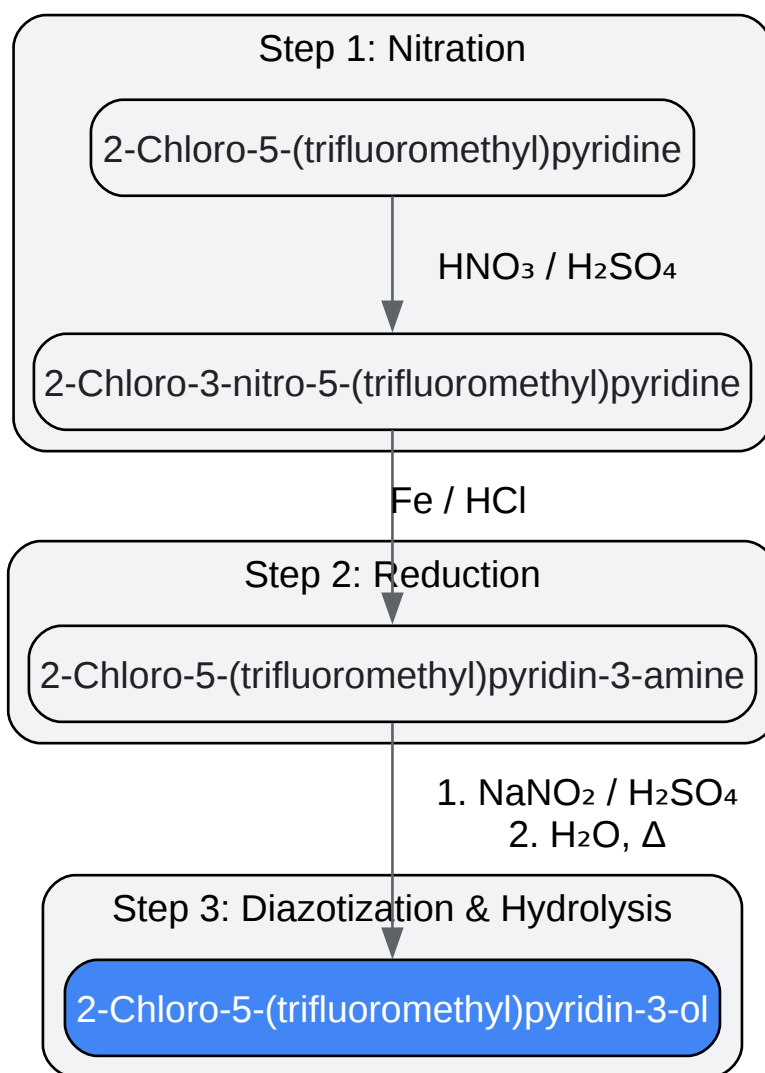 Step 1: Nitration
2-Chloro-5-(trifluoromethyl)pyridine
HNO₃ / H₂SO₄
2-Chloro-3-nitro-5-(trifluoromethyl)pyridine
Fe / HCl
Step 2: Reduction
2-Chloro-5-(trifluoromethyl)pyridin-3-amine
1. NaNO₂ / H₂SO₄
2. H₂O, Δ
Step 3: Diazotization & Hydrolysis
2-Chloro-5-(trifluoromethyl)pyridin-3-ol